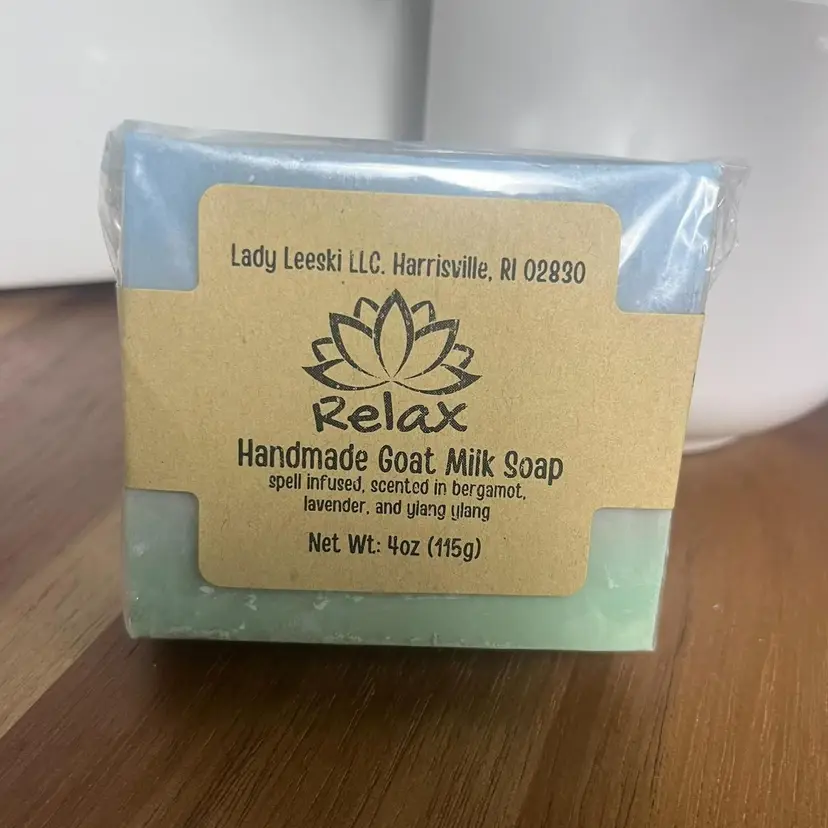 Lady Leeski LLC. Harrisville, RI 02830
Relax
Handmade Goat Milk Soap
spell infused, scented in bergamot,
lavender, and ylang ylang
Net Wt: 4oz (115g)